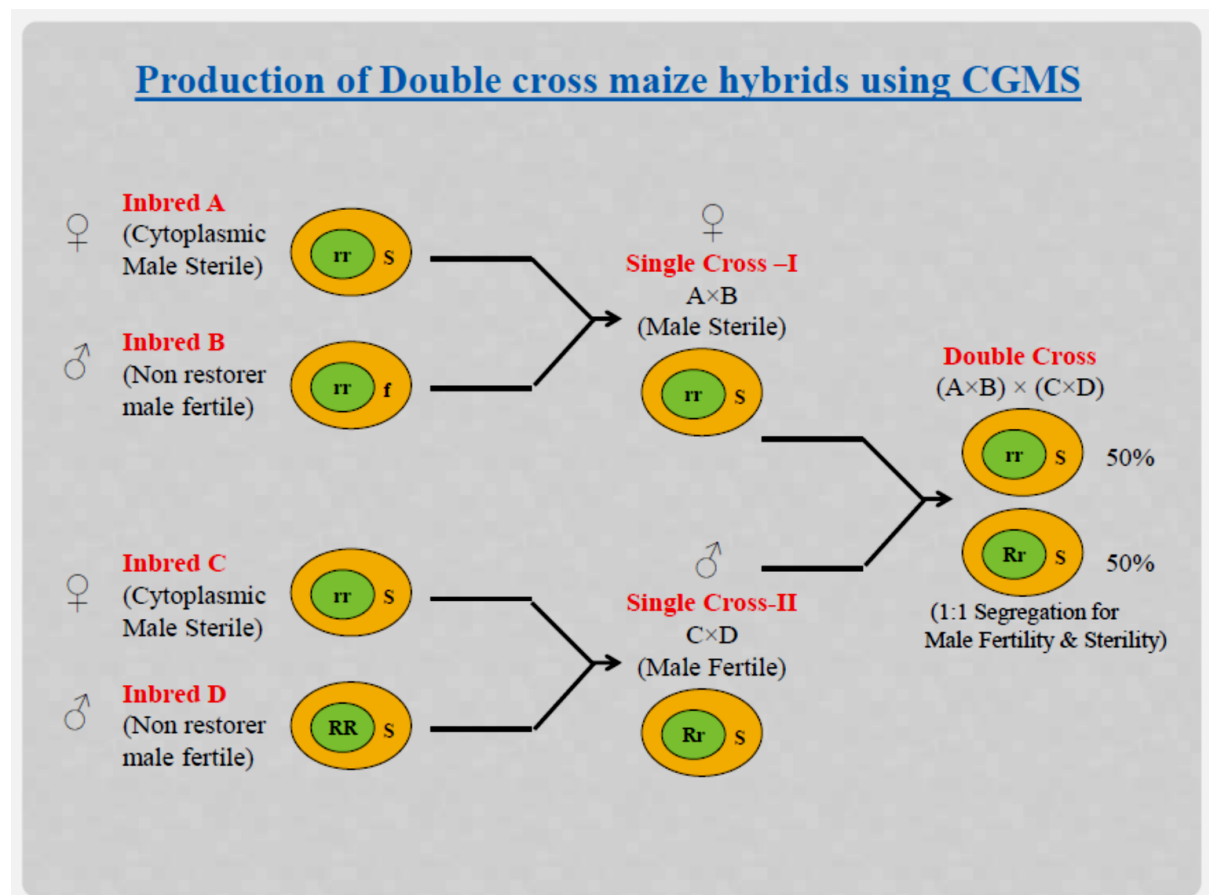 Production of Double cross maize hybrids using CGMS
♀
Inbred A
(Cytoplasmic
Male Sterile)
rr S
♂
Inbred B
(Non restorer
male fertile)
rr f
♀
Single Cross –I
A×B
(Male Sterile)
rr S
♀
Inbred C
(Cytoplasmic
Male Sterile)
rr S
♂
Inbred D
(Non restorer
male fertile)
RR S
♂
Single Cross-II
C×D
(Male Fertile)
Rr S
Double Cross
(A×B) × (C×D)
rr S 50%
Rr S 50%
(1:1 Segregation for
Male Fertility & Sterility)